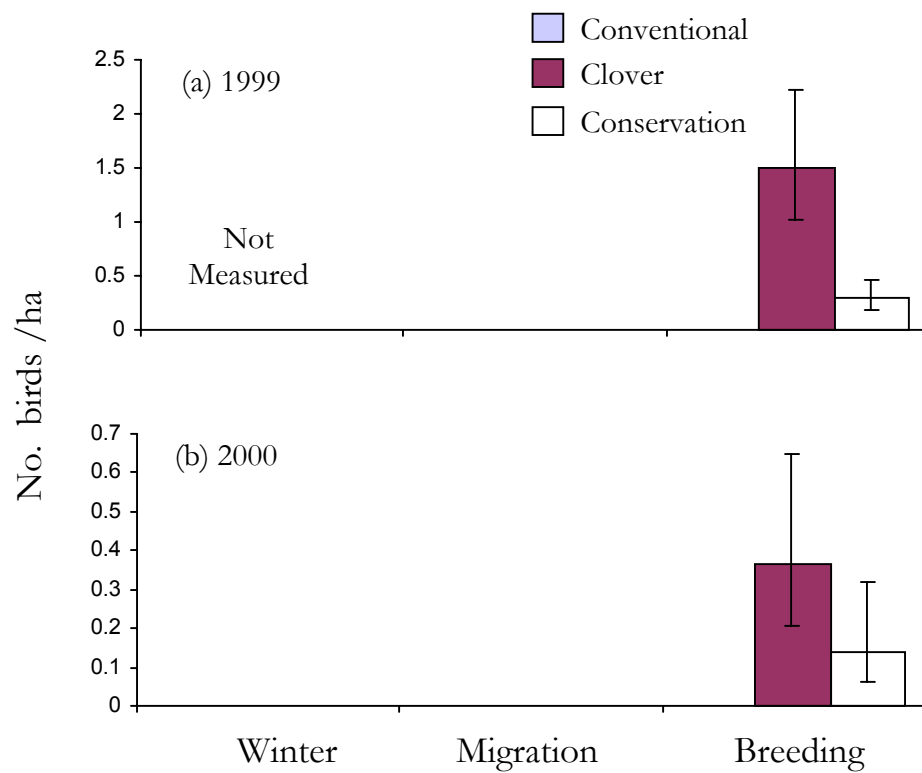 Conventional
Clover
Conservation
(a) 1999
2.5
2
1.5
1
0.5
0
Not
Measured
No. birds /ha
(b) 2000
0.7
0.6
0.5
0.4
0.3
0.2
0.1
0
Winter Migration Breeding